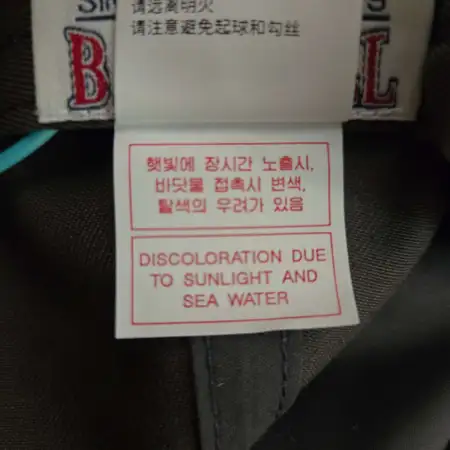 请远离明火
请注意避免起球和勾丝
B L
햇빛에 장시간 노출시,
바닷물 접촉시 변색,
탈색의 우려가 있음
DISCOLORATION DUE
TO SUNLIGHT AND
SEA WATER